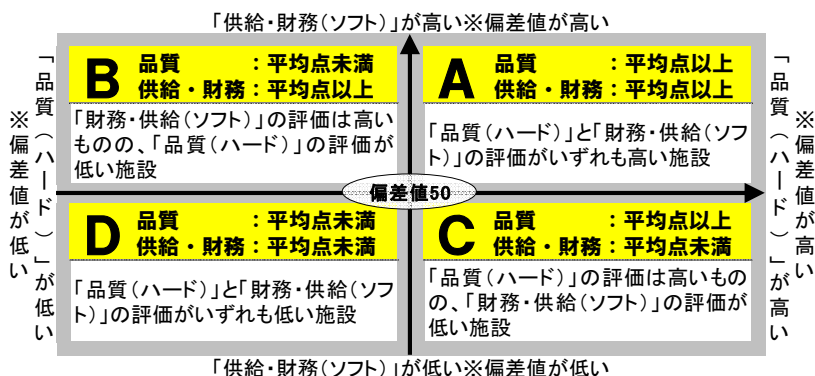 「供給・財務(ソフト)」が高い※偏差値が高い
「品質(ハード)」が低い
※偏差値が低い
B
品質　　　：平均点未満
供給・財務：平均点以上
「財務・供給(ソフト)」の評価は高い
ものの、「品質(ハード)」の評価が
低い施設
A
品質　　　：平均点以上
供給・財務：平均点以上
「品質(ハード)」と「財務・供給(ソフ
ト)」の評価がいずれも高い施設
偏差値50
D
品質　　　：平均点未満
供給・財務：平均点未満
「品質(ハード)」と「財務・供給(ソフ
ト)」の評価がいずれも低い施設
C
品質　　　：平均点以上
供給・財務：平均点未満
「品質(ハード)」の評価は高いもの
の、「財務・供給(ソフト)」の評価が
低い施設
「品質(ハード)」が高い
※偏差値が高い
「供給・財務(ソフト)」が低い※偏差値が低い